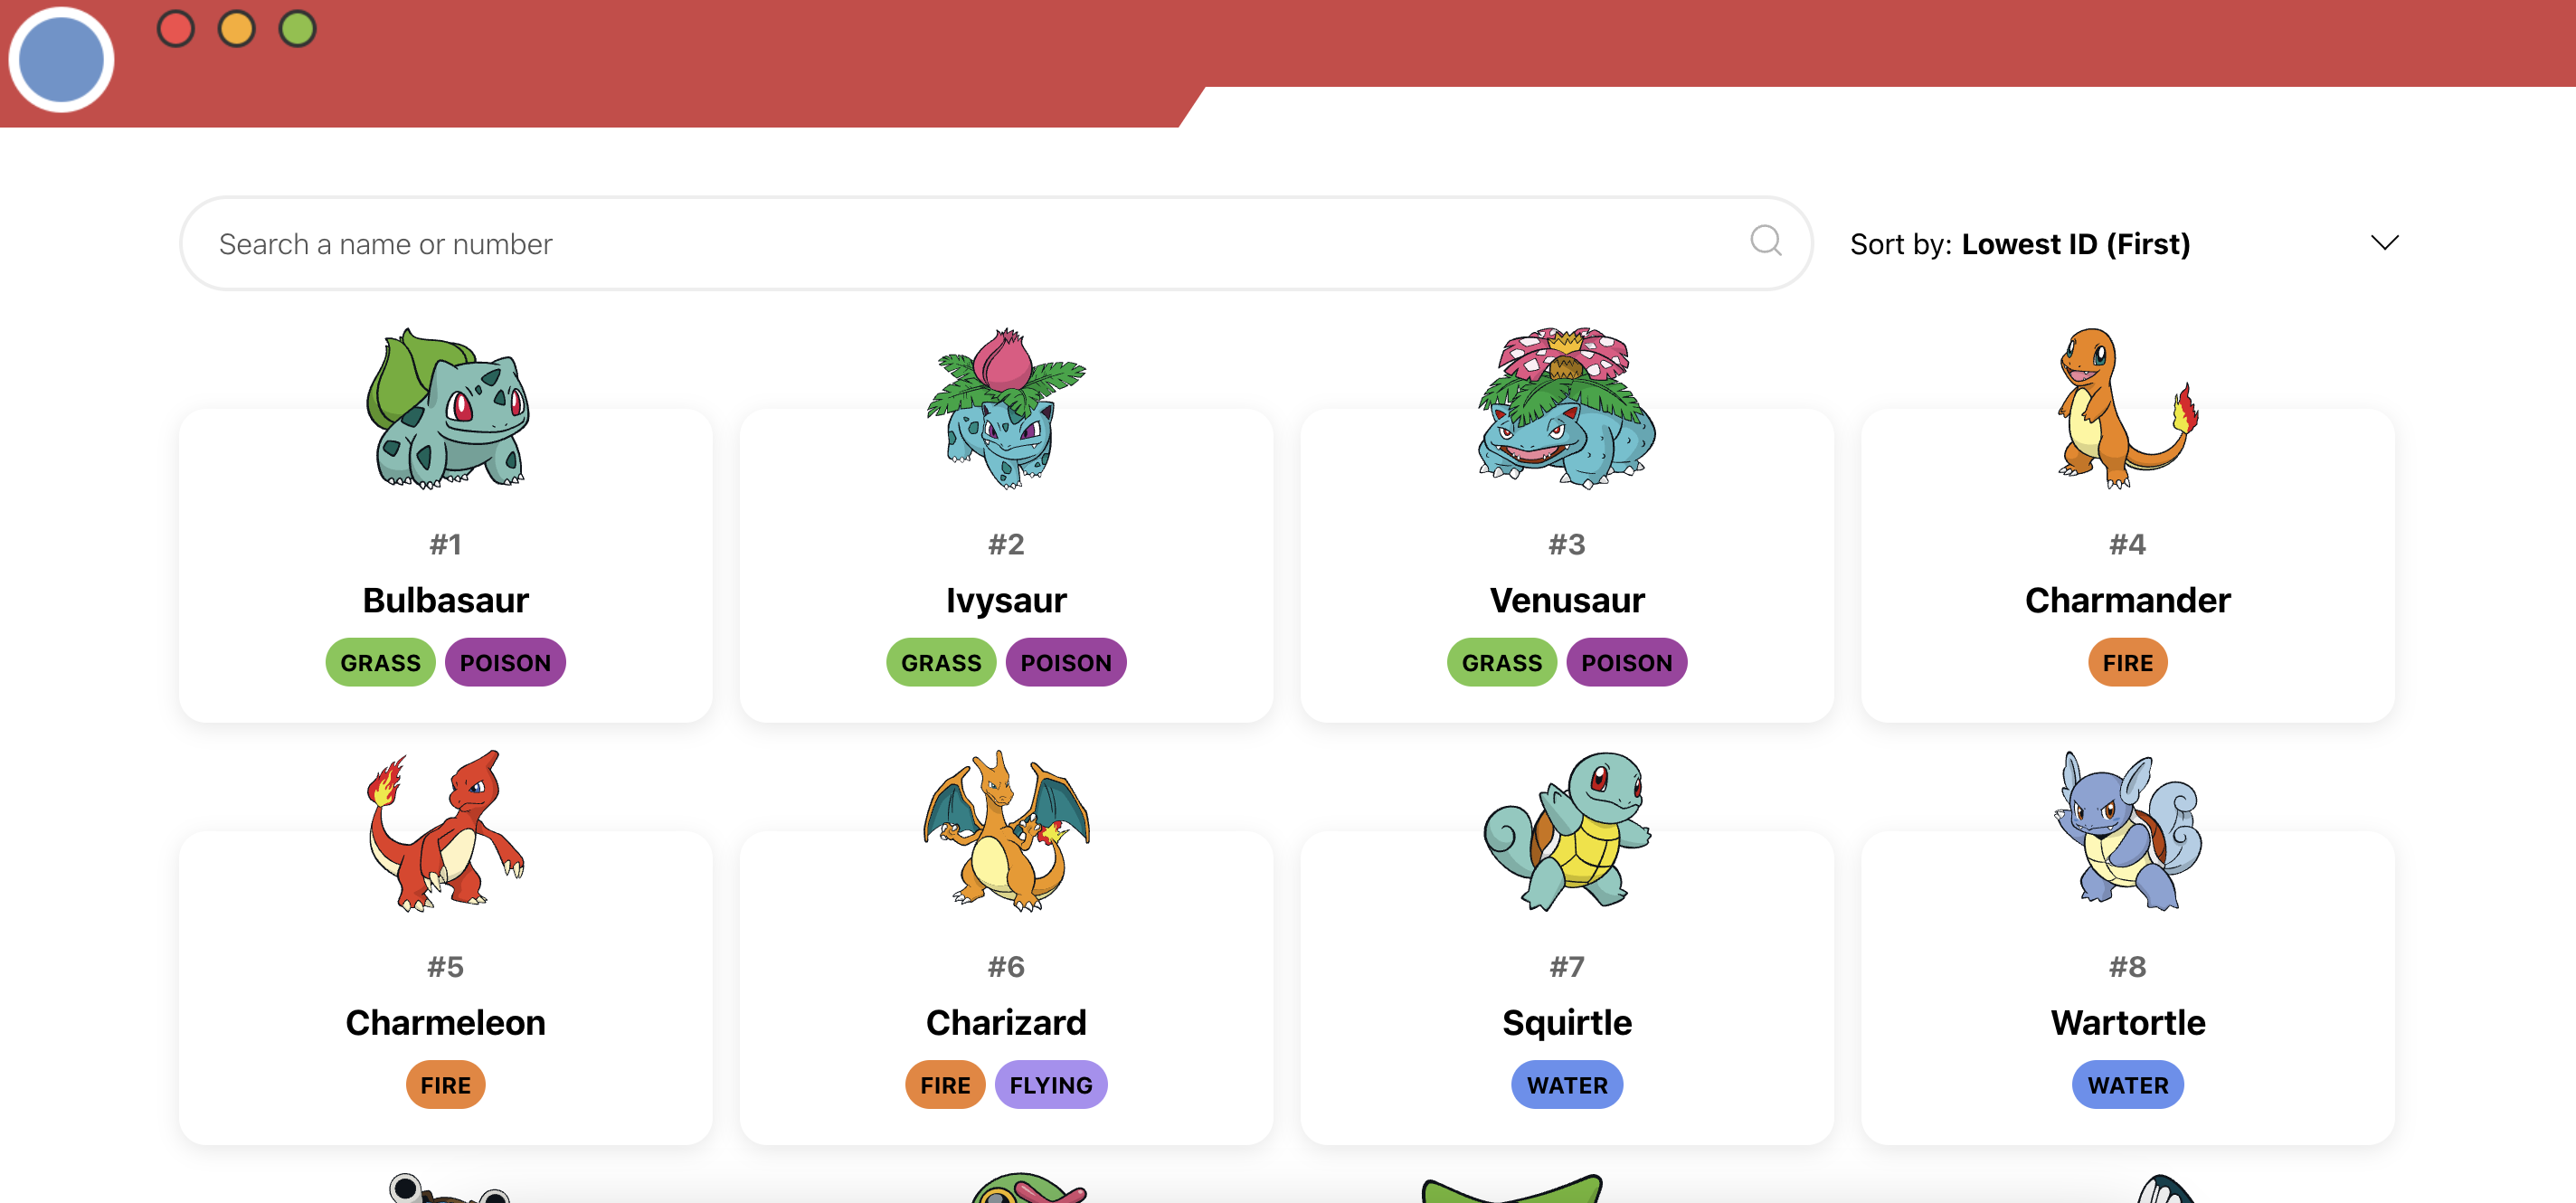 Search a name or number
Sort by: Lowest ID (First)
#1
Bulbasaur
GRASS POISON
#2
Ivysaur
GRASS POISON
#3
Venusaur
GRASS POISON
#4
Charmander
FIRE
#5
Charmeleon
FIRE
#6
Charizard
FIRE FLYING
#7
Squirtle
WATER
#8
Wartortle
WATER